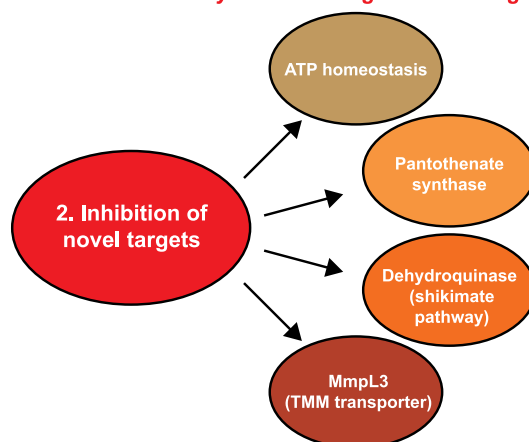 ATP homeostasis
Pantothenate
synthase
2. Inhibition of
novel targets
Dehydroquinase
(shikimate
pathway)
MmpL3
(TMM transporter)